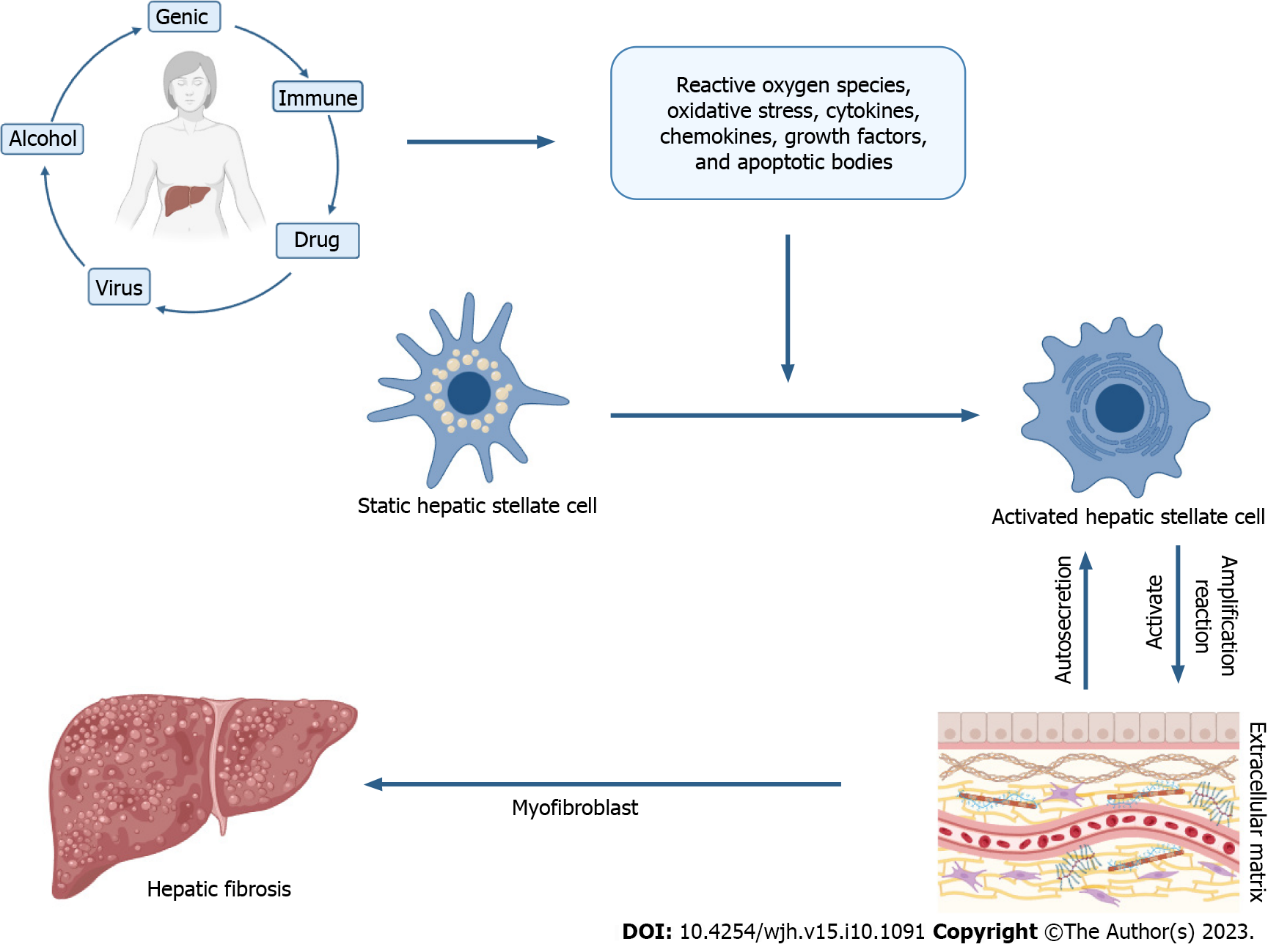 Genic
Immune
Alcohol
Drug
Virus
Reactive oxygen species,
oxidative stress, cytokines,
chemokines, growth factors,
and apoptotic bodies
Static hepatic stellate cell
Activated hepatic stellate cell
Autosecretion
Activate
Amplification
reaction
Extracellular matrix
Myofibroblast
Hepatic fibrosis
DOI: 10.4254/wjh.v15.i10.1091 Copyright ©The Author(s) 2023.